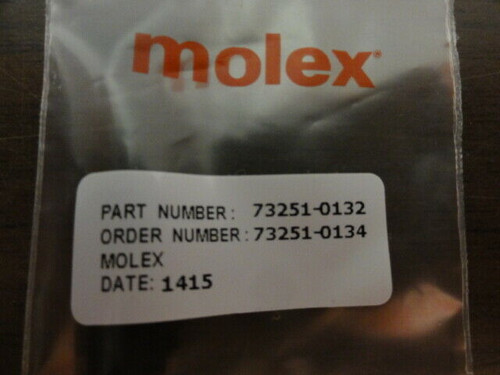 molex
PART NUMBER: 73251-0132
ORDER NUMBER: 73251-0134
MOLEX
DATE: 1415